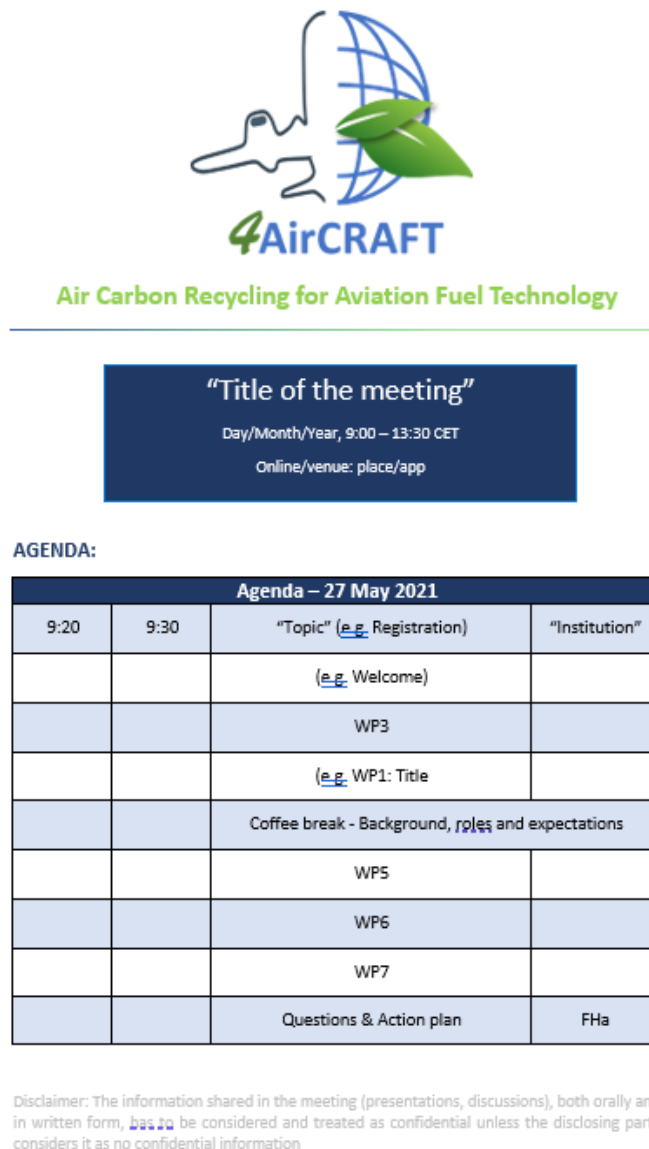 4AirCRAFT
Air Carbon Recycling for Aviation Fuel Technology
“Title of the meeting”
Day/Month/Year, 9:00 – 13:30 CET
Online/venue: place/app
AGENDA:
Agenda – 27 May 2021
9:20 9:30 “Topic” (e.g. Registration) “Institution”
(e.g. Welcome)
WP3
(e.g. WP1: Title
Coffee break - Background, roles and expectations
WP5
WP6
WP7
Questions & Action plan FHa
Disclaimer: The information shared in the meeting (presentations, discussions), both orally
in written form, has to be considered and treated as confidential unless the disclosing
considers it as no confidential information